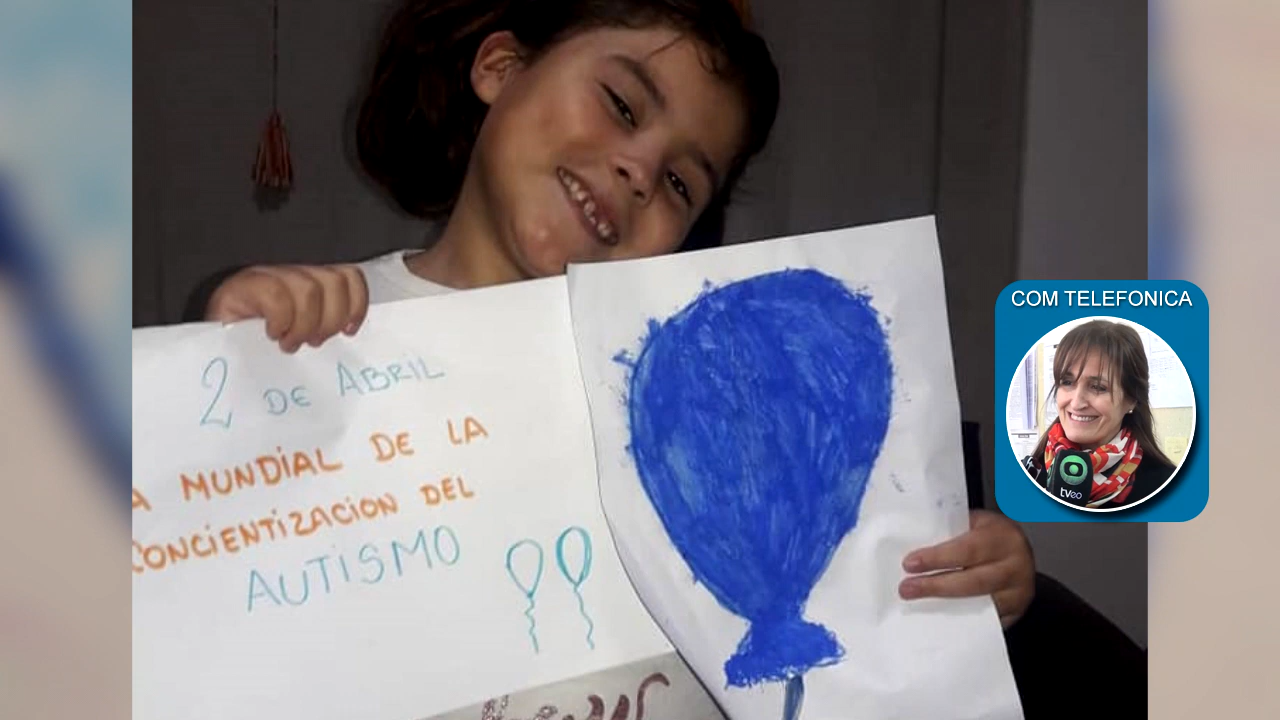 COM TELEFONICA
2 DE ABRIL
A MUNDIAL DE LA
CONCIENTIZACION DEL
AUTISMO
tveo